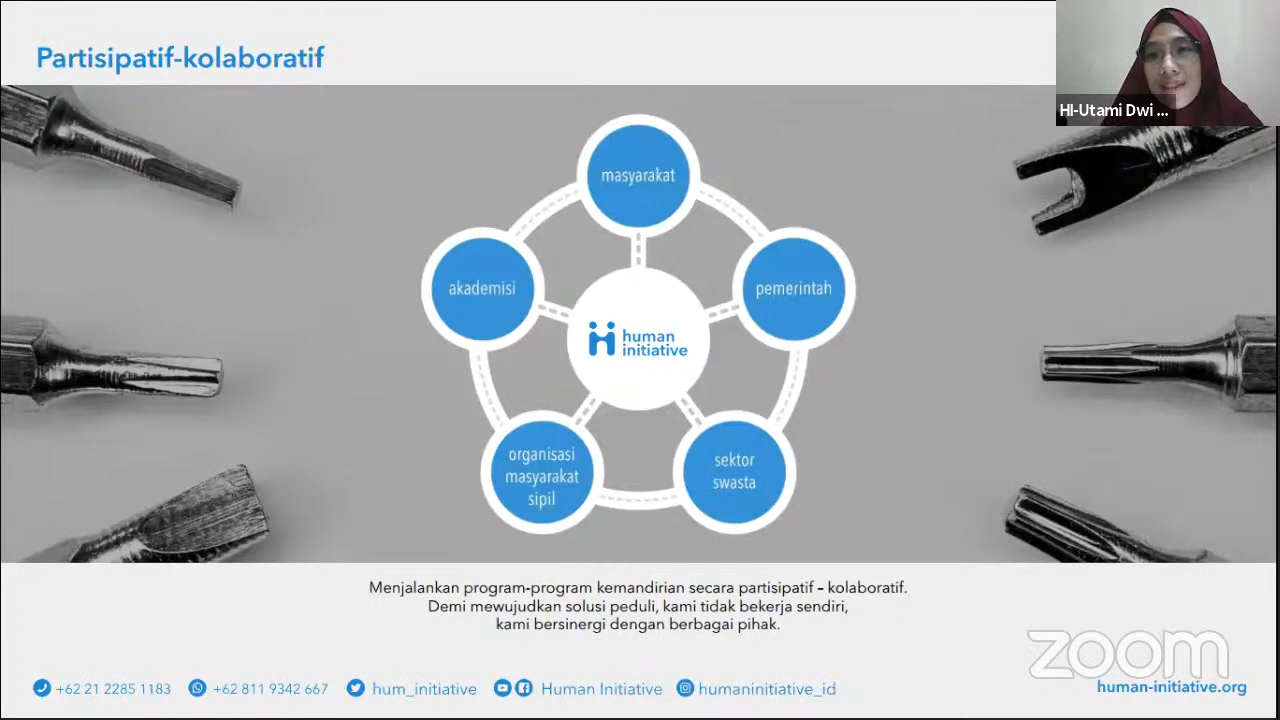 Partisipatif-kolaboratif
HI-Utami Dwi ...
masyarakat
akademisi
pemerintah
human
initiative
organisasi
masyarakat
sipil
sektor
swasta
Menjalankan program-program kemandirian secara partisipatif – kolaboratif.
Demi mewujudkan solusi peduli, kami tidak bekerja sendiri,
kami bersinergi dengan berbagai pihak.
zoom
+62 21 2285 1183 +62 811 9342 667 hum_initiative Human Initiative humaninitiative_id human-initiative.org